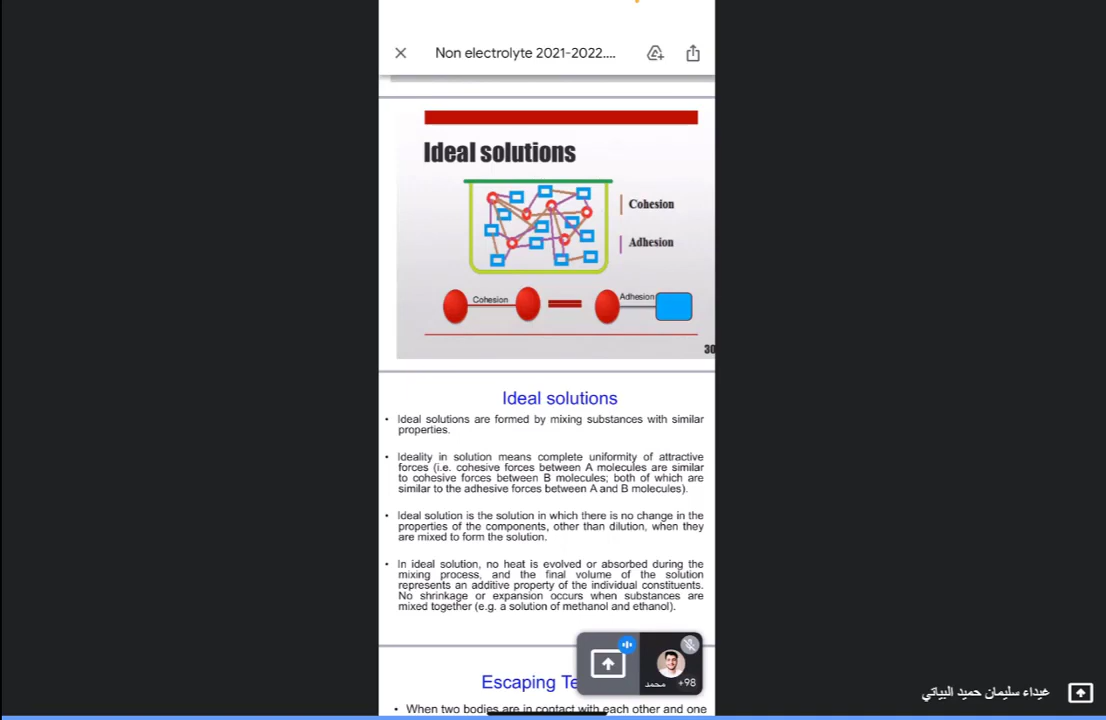 Non electrolyte 2021-2022....
Ideal solutions
Cohesion
Adhesion
Cohesion
Adhesion
30
Ideal solutions
• Ideal solutions are formed by mixing substances with similar
properties.
• Ideality in solution means complete uniformity of attractive
forces (i.e. cohesive forces between A molecules are similar
to cohesive forces between B molecules; both of which are
similar to the adhesive forces between A and B molecules).
• Ideal solution is the solution in which there is no change in the
properties of the components, other than dilution, when they
are mixed to form the solution.
• In ideal solution, no heat is evolved or absorbed during the
mixing process, and the final volume of the solution
represents an additive property of the individual constituents.
No shrinkage or expansion occurs when substances are
mixed together (e.g. a solution of methanol and ethanol).
Escaping Te
محمد
+98
• When two bodies are in contact with each other and one
غيداء سليمان حميد البياتي